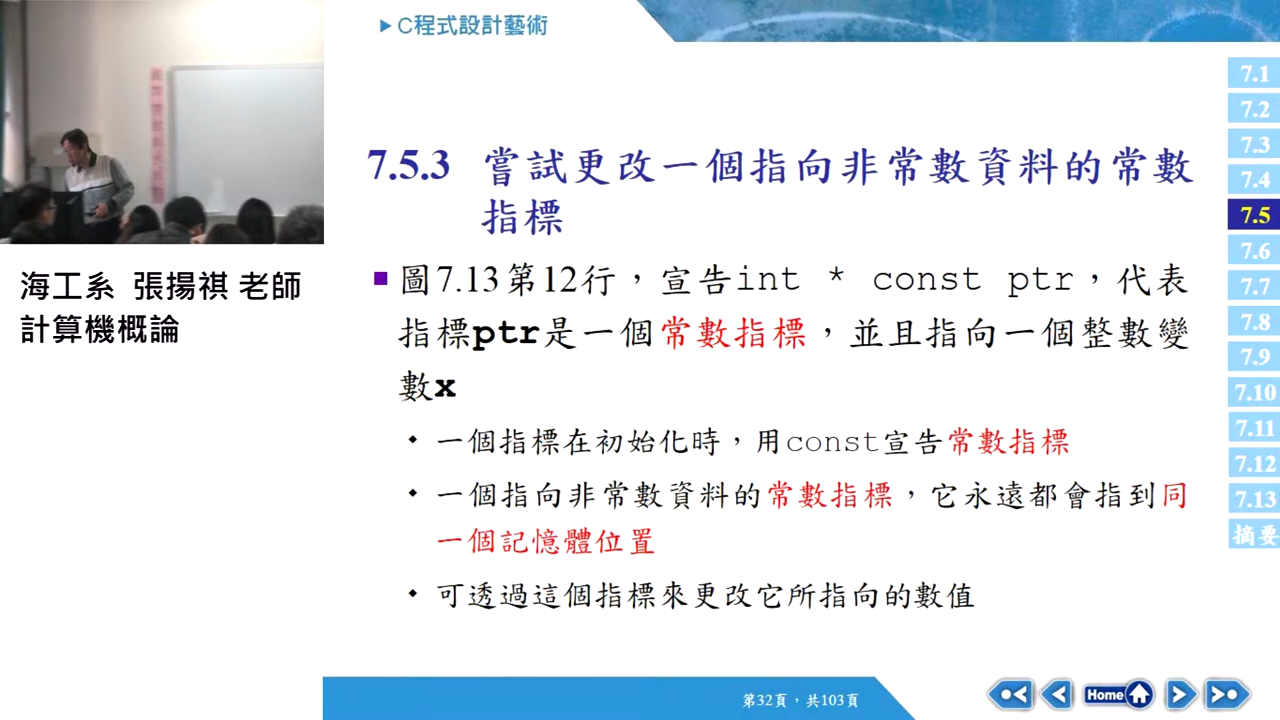 ▶C程式設計藝術
7.5.3 嘗試更改一個指向非常數資料的常數
指標
圖7.13第12行，宣告int * const ptr，代表
指標ptr是一個常數指標，並且指向一個整數變
數x
一個指標在初始化時，用const宣告常數指標
一個指向非常數資料的常數指標，它永遠都會指到同
一個記憶體位置
可透過這個指標來更改它所指向的數值
海工系 張揚祺 老師
計算機概論
7.1
7.2
7.3
7.4
7.5
7.6
7.7
7.8
7.9
7.10
7.11
7.12
7.13
摘要
第32頁，共103頁
Home